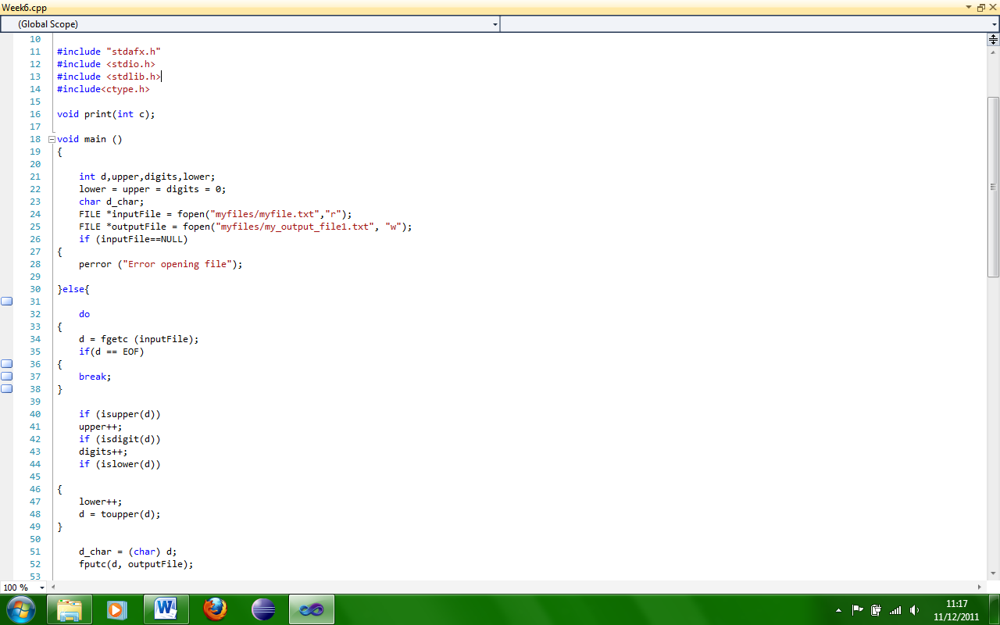 Week6.cpp
(Global Scope)
10
11 #include "stdafx.h"
12 #include <stdio.h>
13 #include <stdlib.h>
14 #include<ctype.h>
15
16 void print(int c);
17
18 void main ()
19 {
20
21     int d,upper,digits,lower;
22     lower = upper = digits = 0;
23     char d_char;
24     FILE *inputFile = fopen("myfiles/myfile.txt","r");
25     FILE *outputFile = fopen("myfiles/my_output_file1.txt", "w");
26     if (inputFile==NULL)
27 {
28     perror ("Error opening file");
29
30 }else{
31
32     do
33 {
34     d = fgetc (inputFile);
35     if(d == EOF)
36 {
37     break;
38 }
39
40     if (isupper(d))
41     upper++;
42     if (isdigit(d))
43     digits++;
44     if (islower(d))
45
46 {
47     lower++;
48     d = toupper(d);
49 }
50
51     d_char = (char) d;
52     fputc(d, outputFile);
53
100 %
11:17
11/12/2011